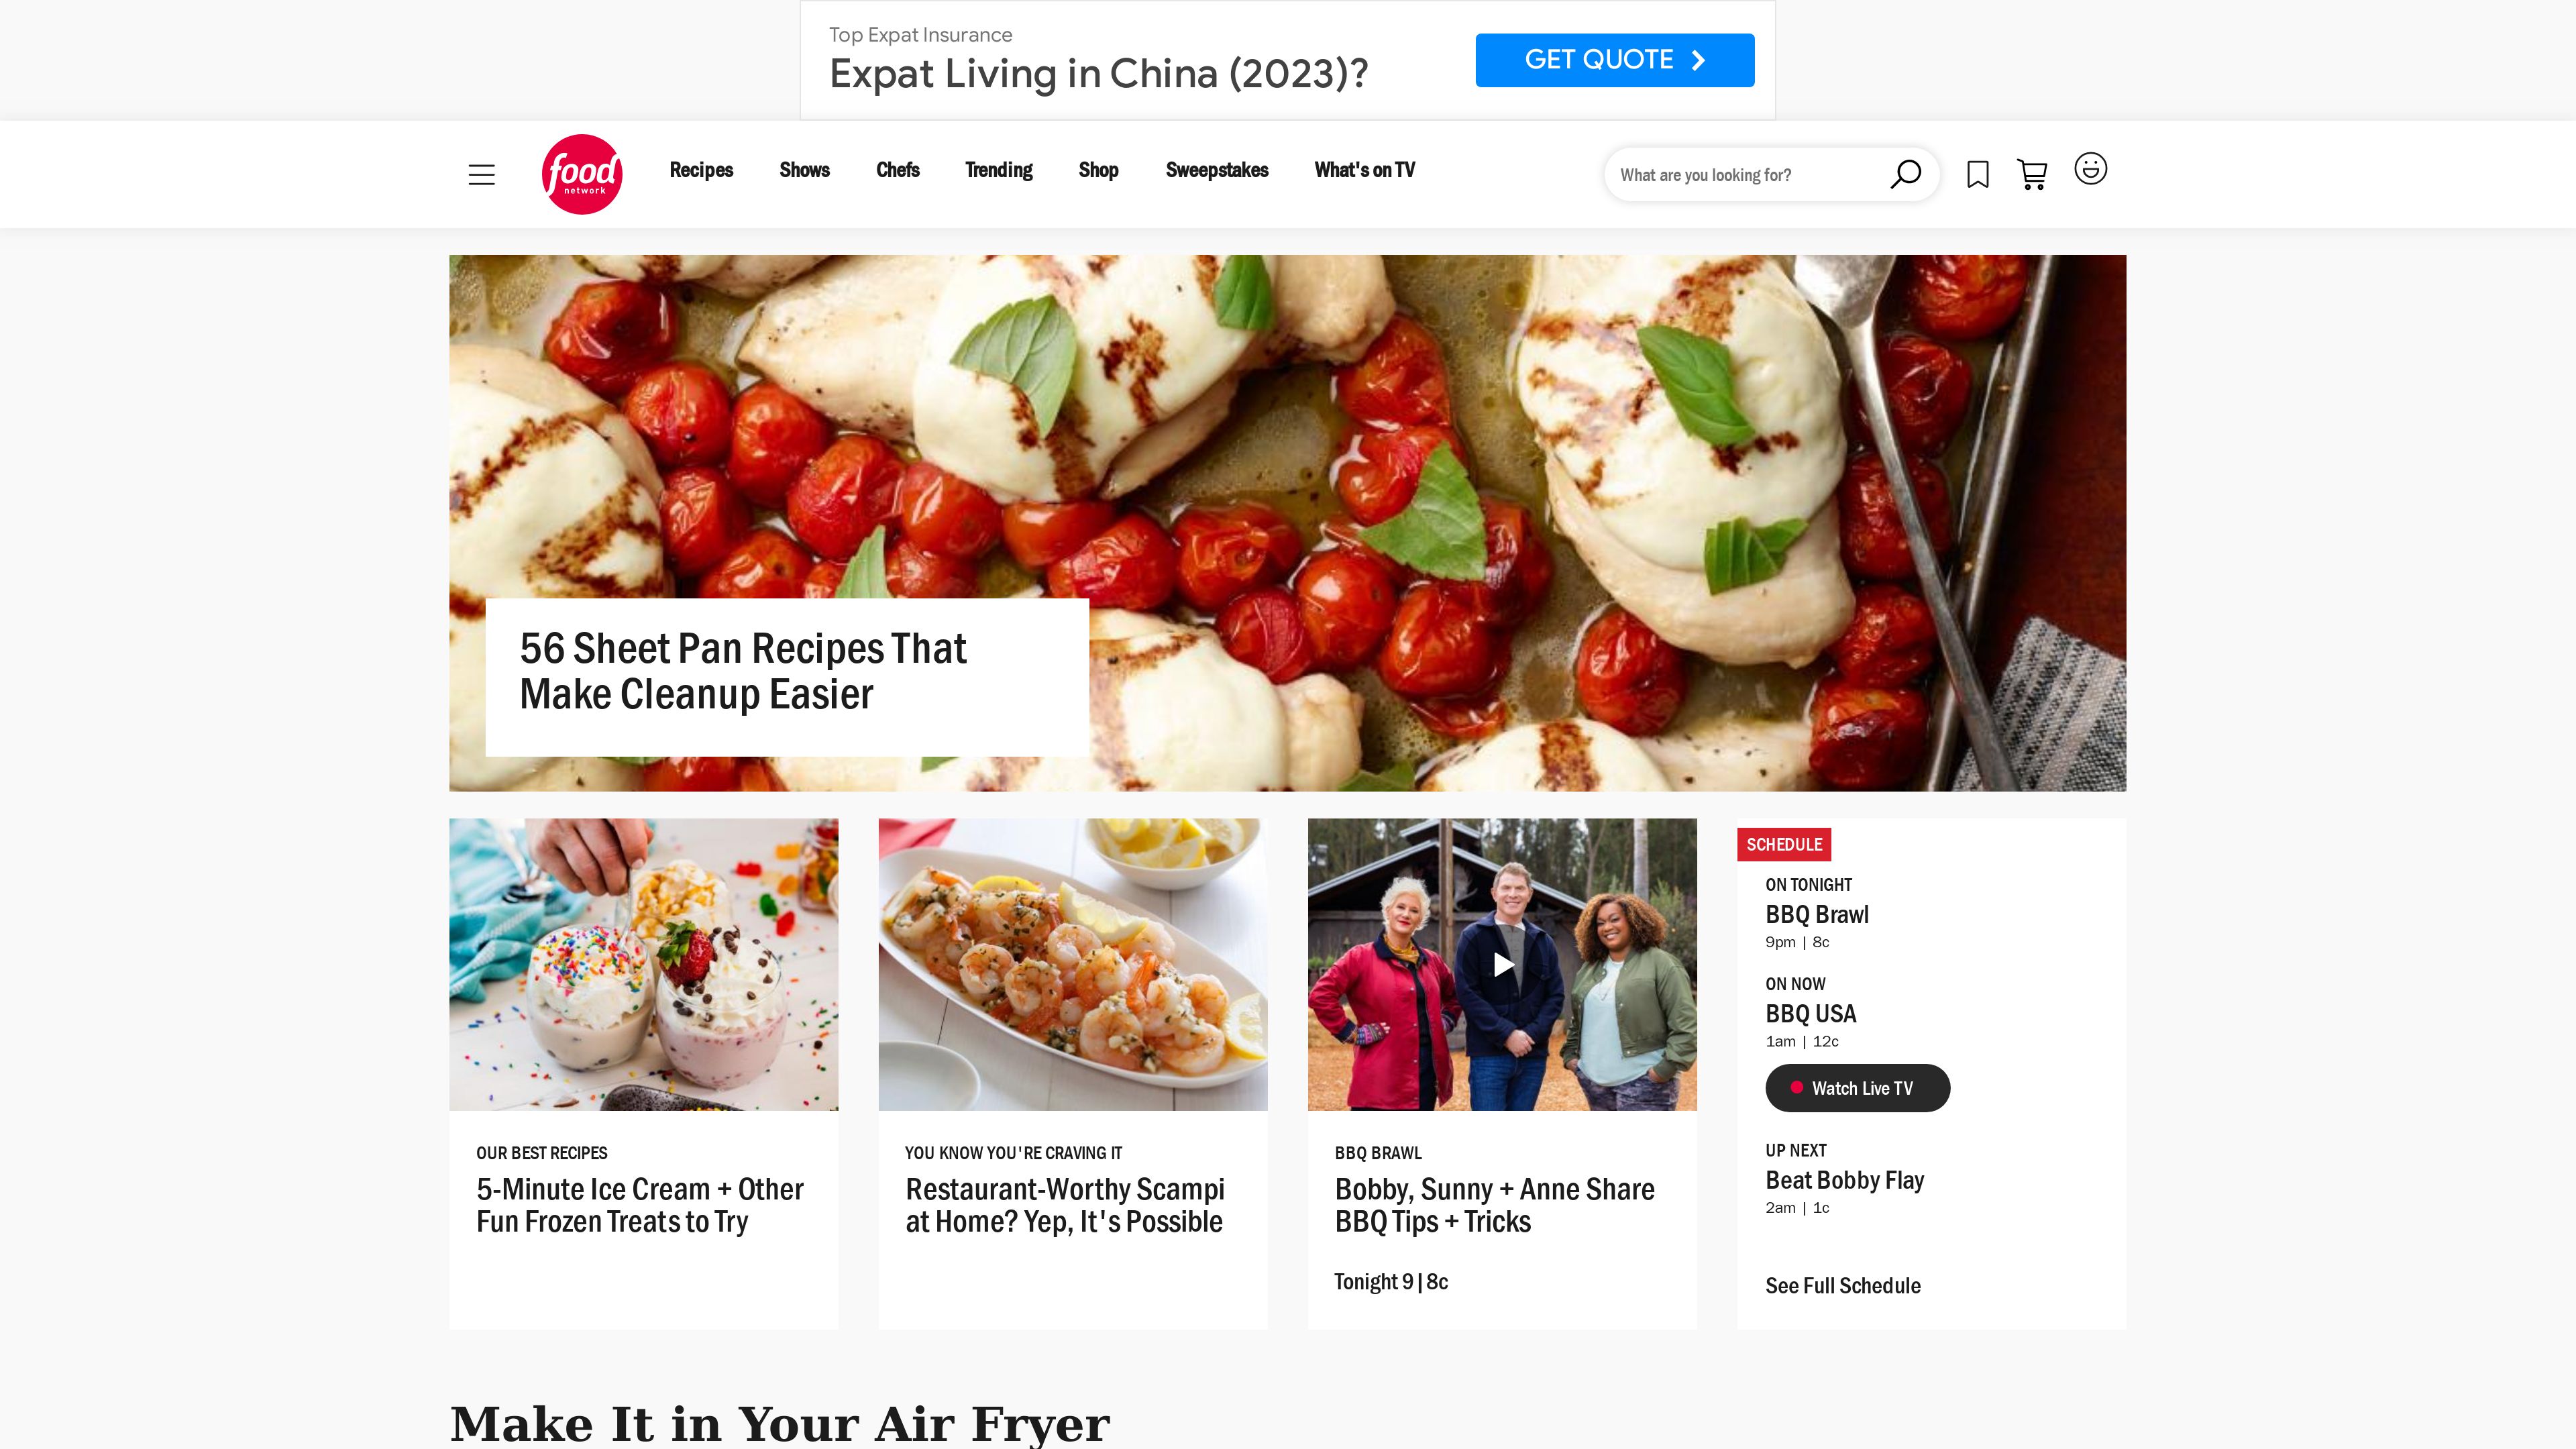 Top Expat Insurance
Expat Living in China (2023)?
GET QUOTE
food
network
Recipes
Shows
Chefs
Trending
Shop
Sweepstakes
What's on TV
What are you looking for?
56 Sheet Pan Recipes That
Make Cleanup Easier
OUR BEST RECIPES
5-Minute Ice Cream + Other
Fun Frozen Treats to Try
YOU KNOW YOU'RE CRAVING IT
Restaurant-Worthy Scampi
at Home? Yep, It's Possible
BBQ BRAWL
Bobby, Sunny + Anne Share
BBQ Tips + Tricks
Tonight 9|8c
SCHEDULE
ON TONIGHT
BBQ Brawl
9pm | 8c
ON NOW
BBQ USA
1am | 12c
Watch Live TV
UP NEXT
Beat Bobby Flay
2am | 1c
See Full Schedule
Make It in Your Air Fryer